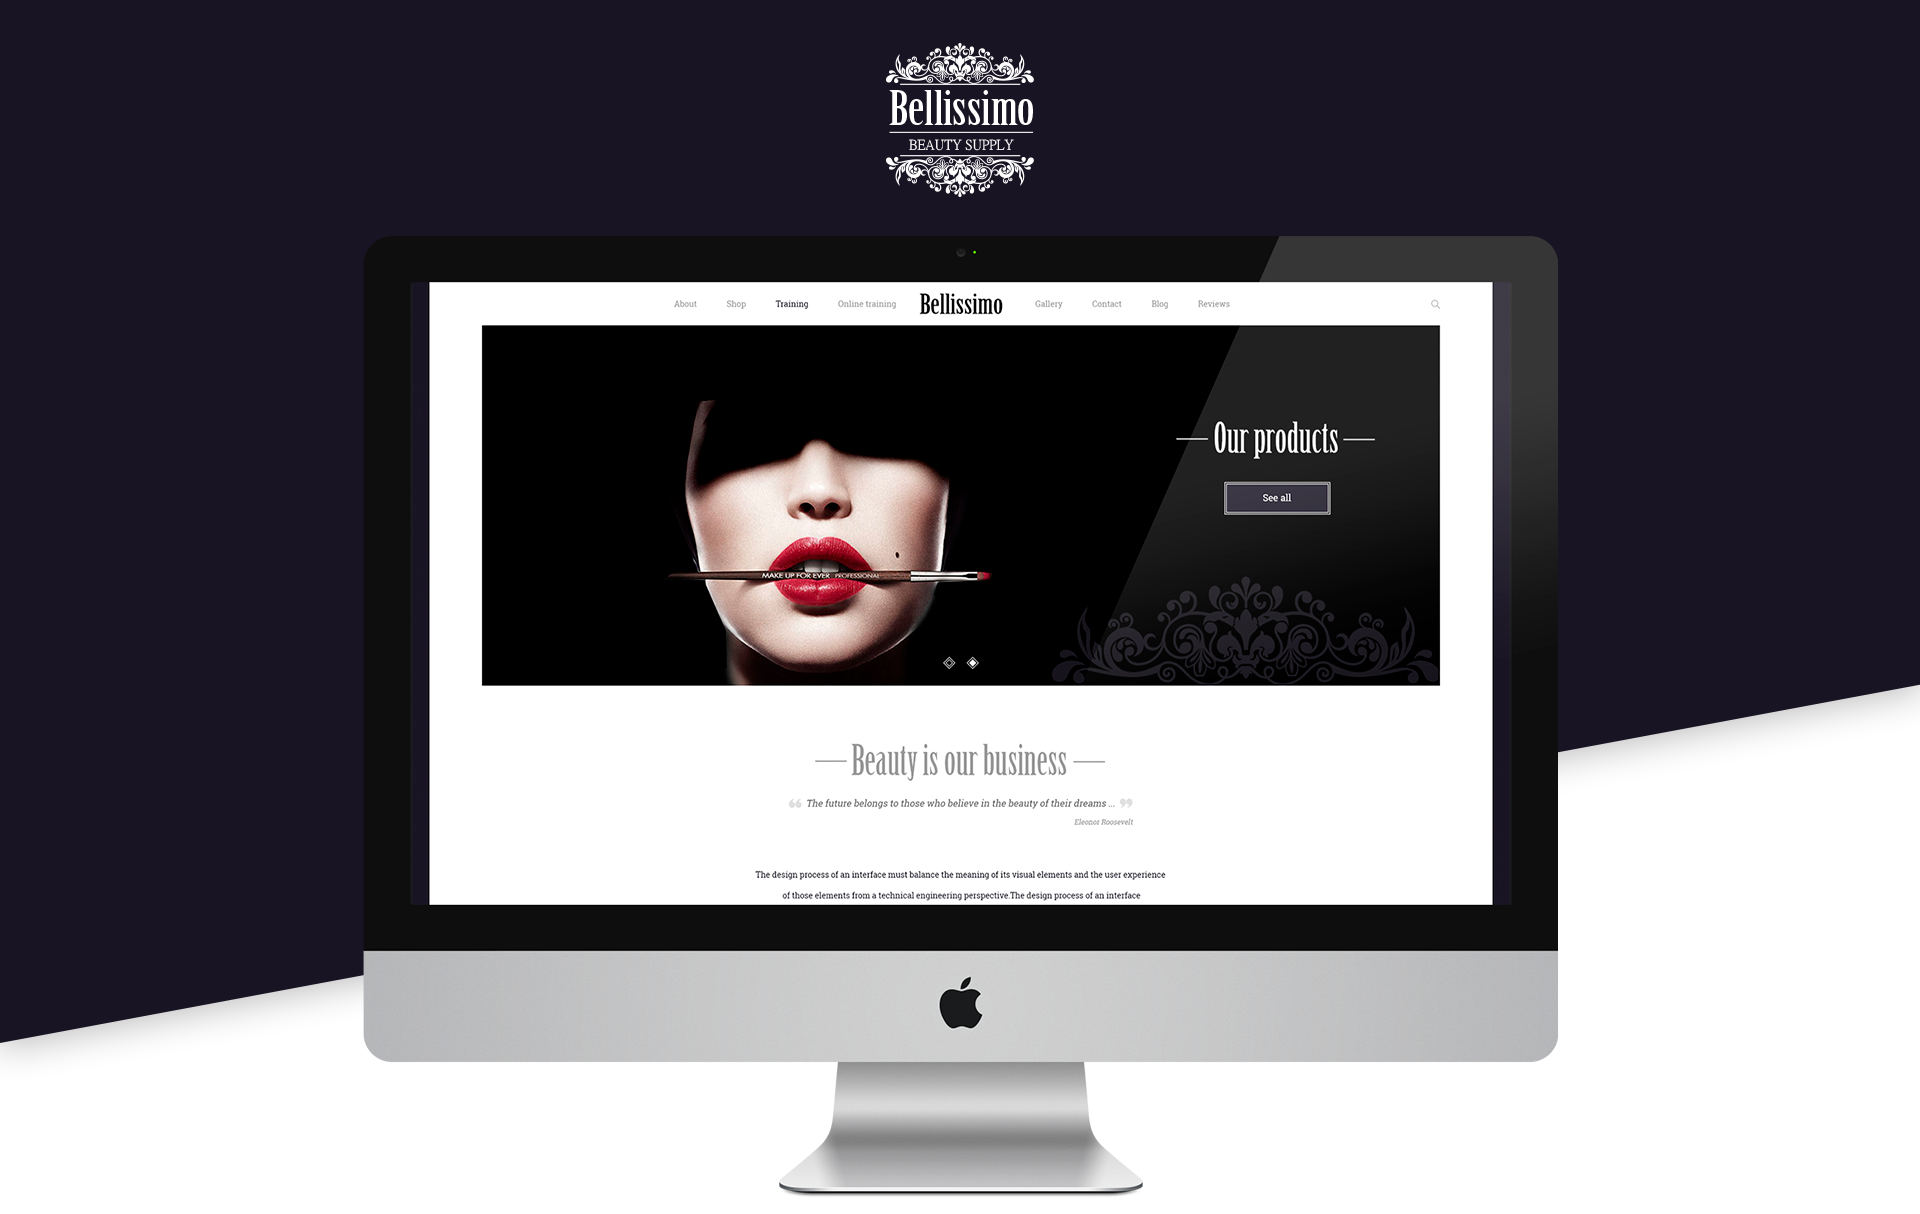 Bellissimo
BEAUTY SUPPLY
About Shop Training Online training Bellissimo Gallery Contact Blog Reviews
Our products
See all
MAKE UP FOR EVER PROFESSIONAL
Beauty is our business
“ The future belongs to those who believe in the beauty of their dreams ... ”
Eleonor Roosevelt
The design process of an interface must balance the meaning of its visual elements and the user experience
of those elements from a technical engineering perspective.The design process of an interface